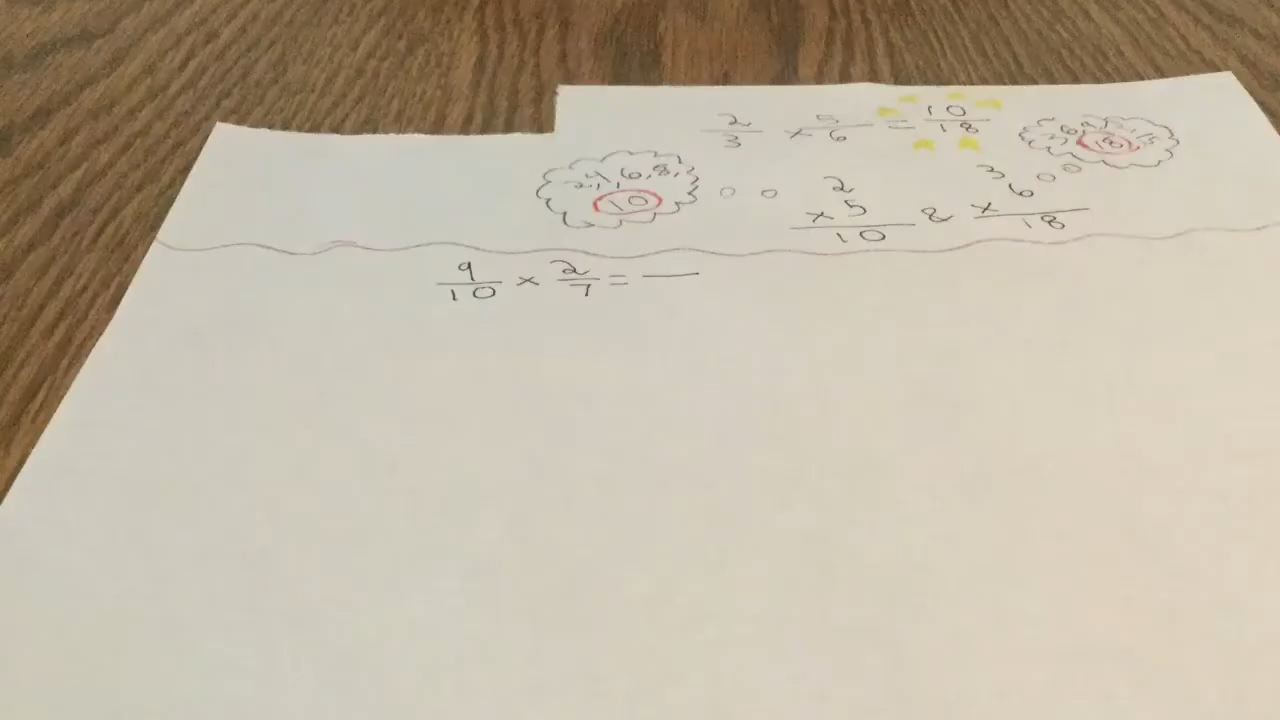 2/3 × 5/6 = 10/18
2, 4, 6, 8,
10
2
× 5
10
&
3
× 6
18
3, 6, 9, 12, 15
18
9/10 × 2/7 =